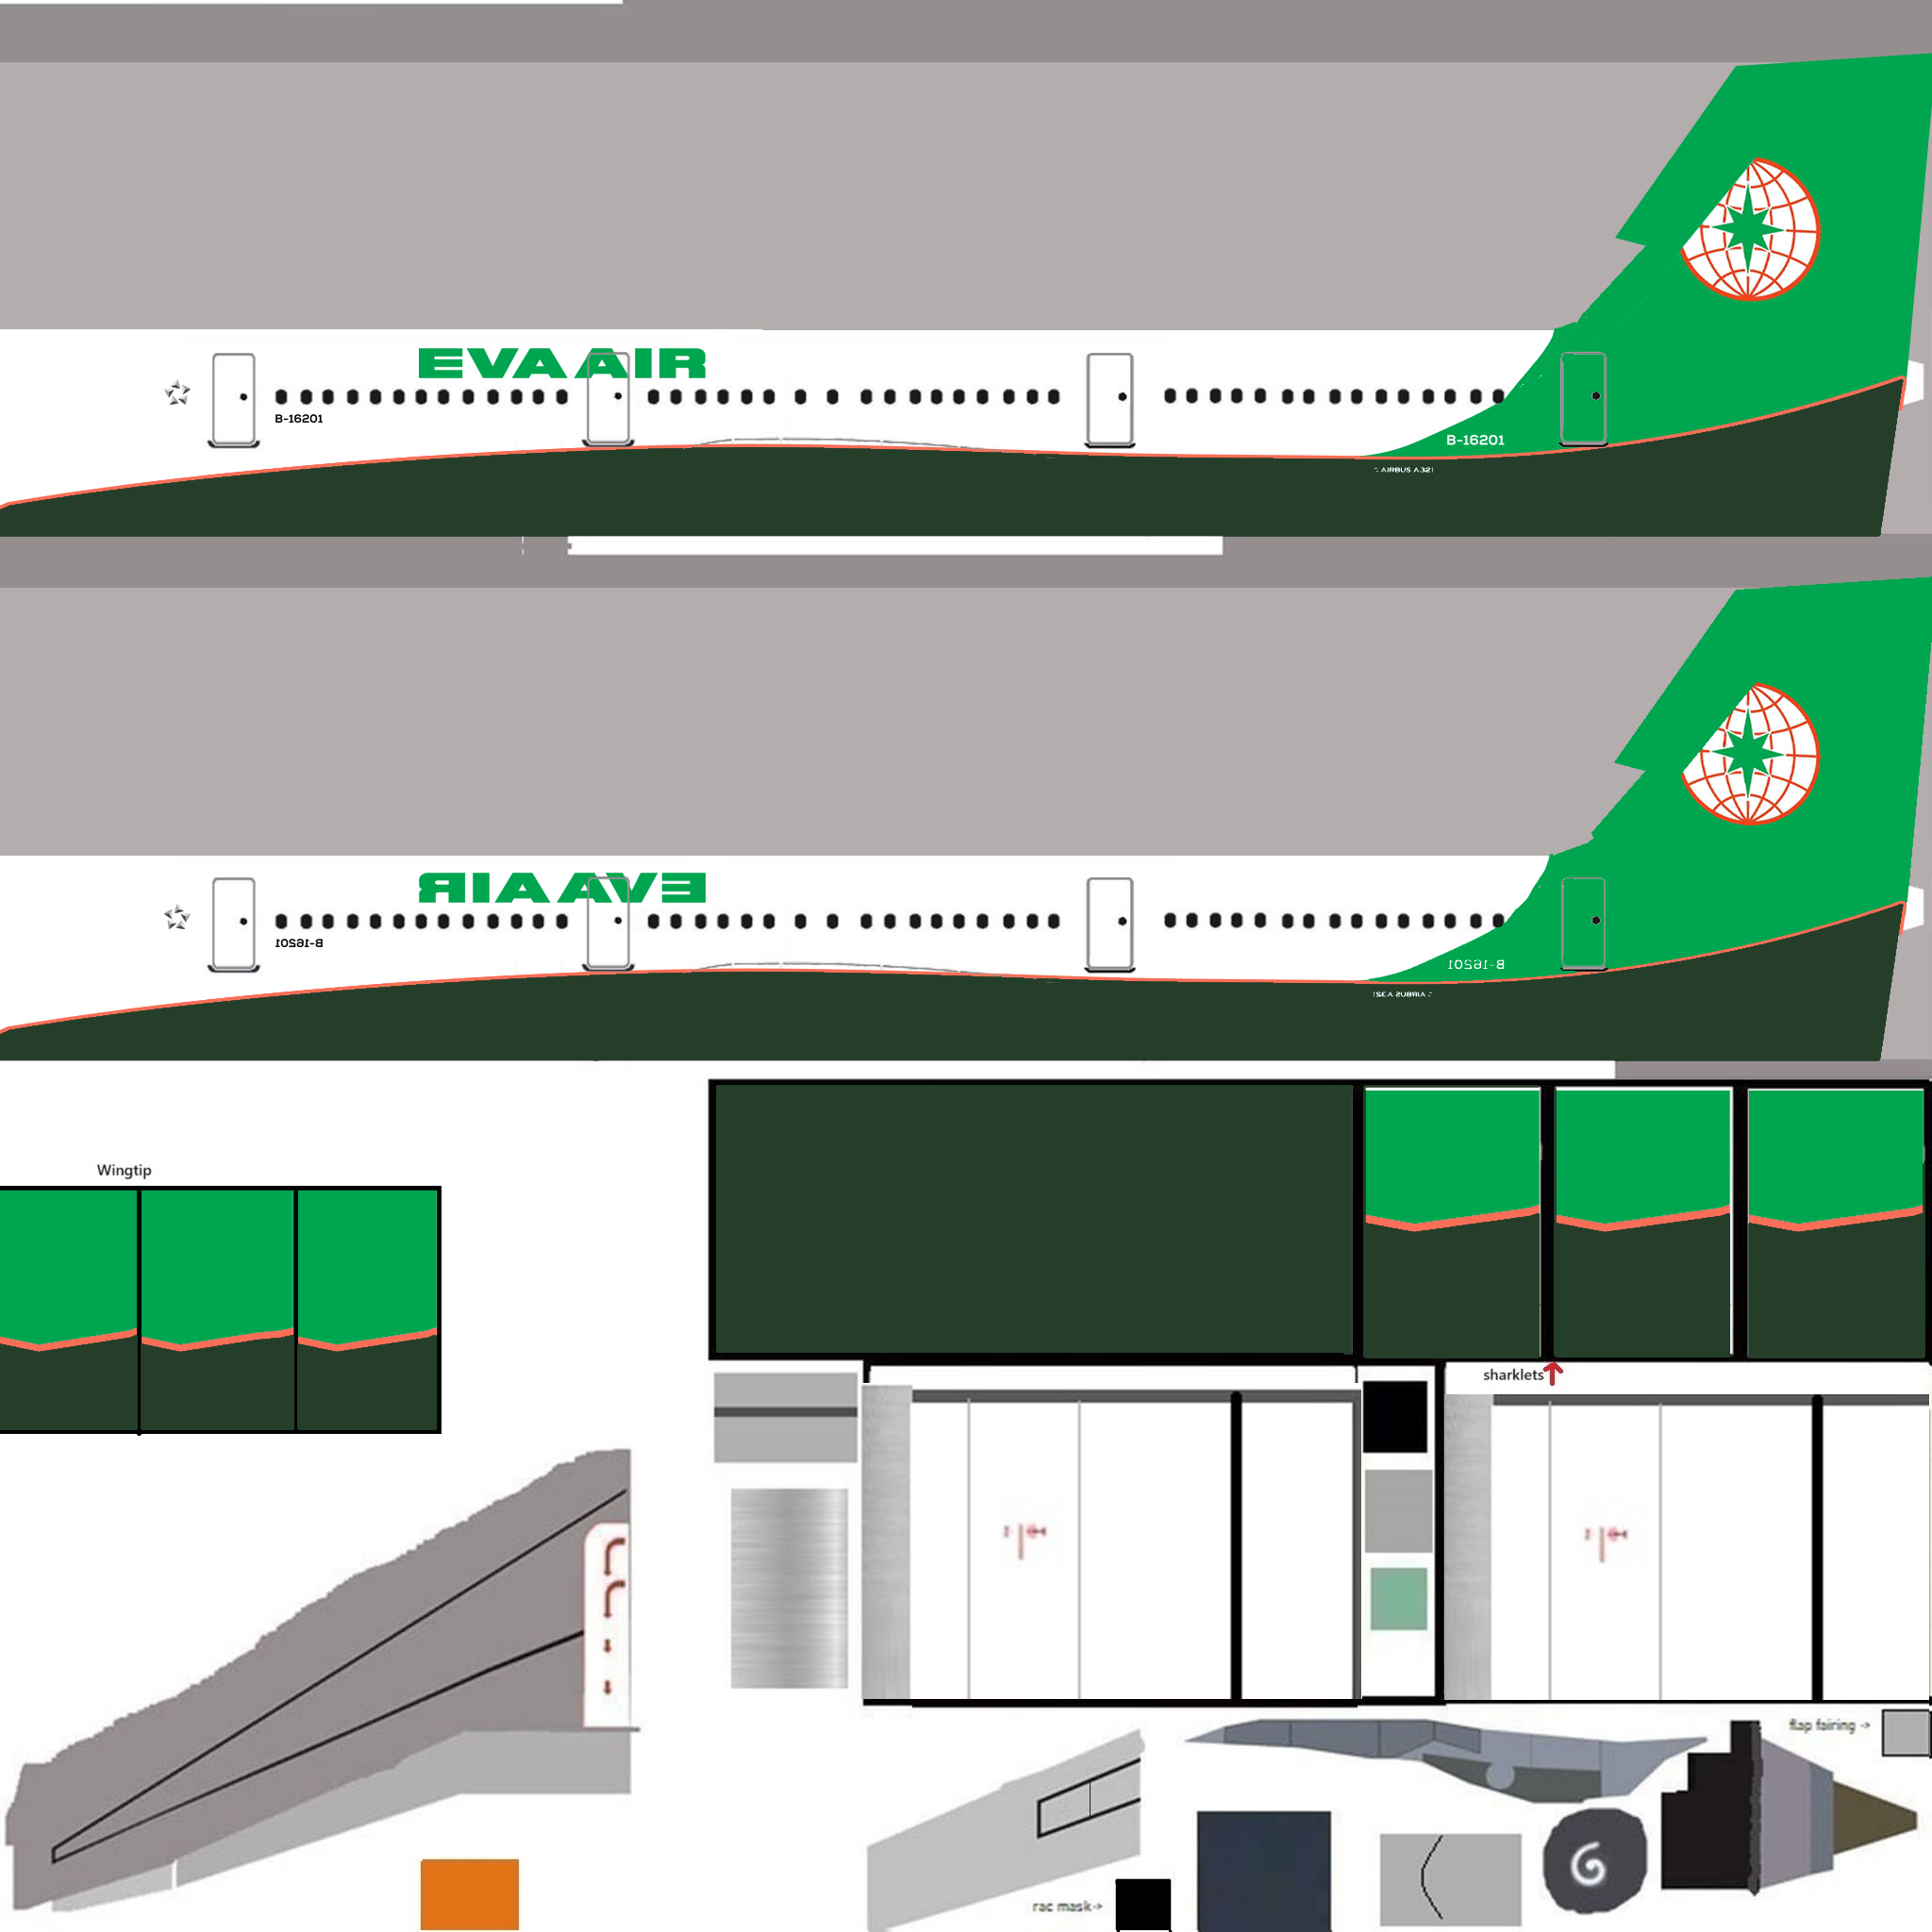 EVA AIR
B-16201
B-16201
AIRBUS A321
EVA AIR
B-16201
B-16201
AIRBUS A321
Wingtip
sharklets
flap fairing ->
rac mask->